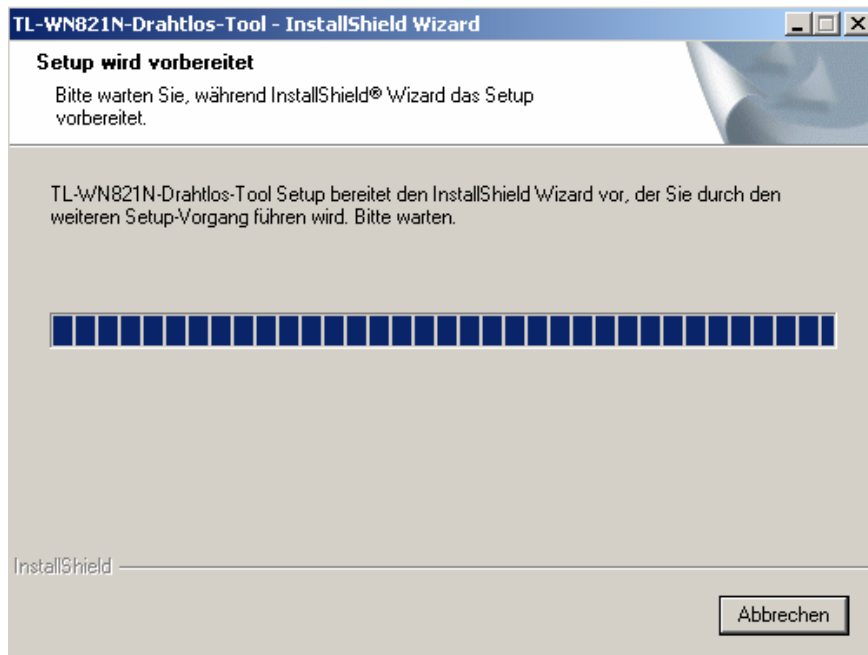 TL-WN821N-Drahtlos-Tool - InstallShield Wizard
Setup wird vorbereitet
Bitte warten Sie, während InstallShield® Wizard das Setup
vorbereitet.
TL-WN821N-Drahtlos-Tool Setup bereitet den InstallShield Wizard vor, der Sie durch den
weiteren Setup-Vorgang führen wird. Bitte warten.
InstallShield
Abbrechen